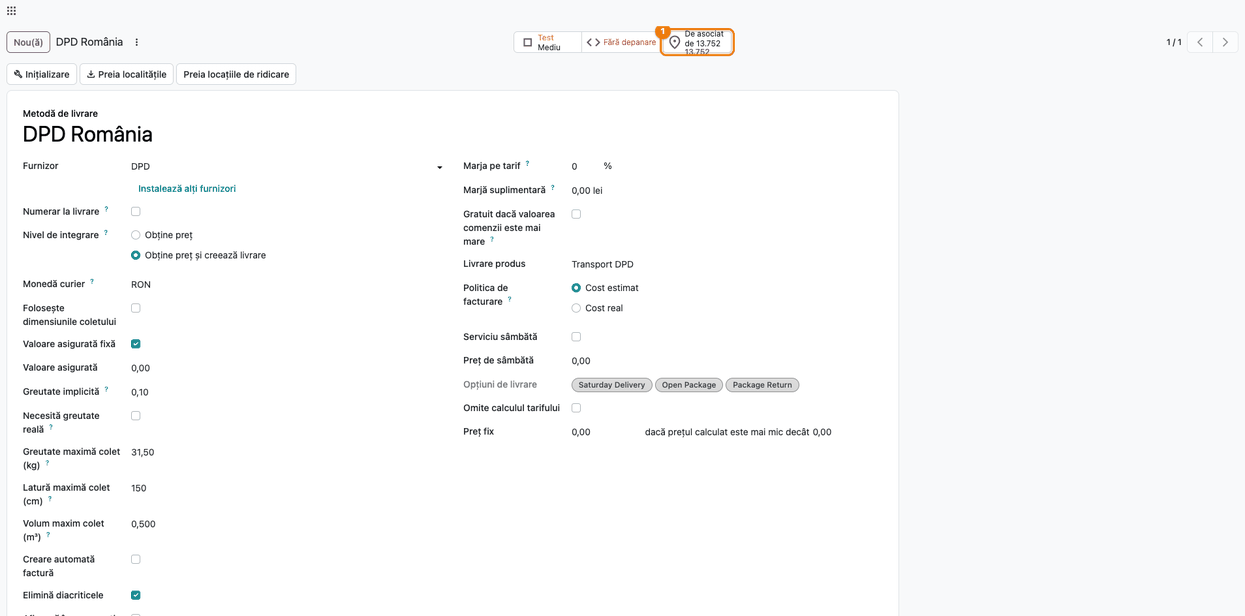 Nou(ă)
DPD România
Test
Mediu
Fără depanare
1
De asociat
de 13.752
13.752
1 / 1
Inițializare
Preia localitățile
Preia locațiile de ridicare
Metodă de livrare
DPD România
Furnizor
DPD
Instalează alți furnizori
Numerar la livrare ?
Nivel de integrare ?
Obține preț
Obține preț și creează livrare
Monedă curier ?
RON
Folosește
dimensiunile coletului
Valoare asigurată fixă
Valoare asigurată
0,00
Greutate implicită ?
0,10
Necesită greutate
reală ?
Greutate maximă colet
(kg) ?
31,50
Latură maximă colet
(cm) ?
150
Volum maxim colet
(m³) ?
0,500
Creare automată
factură
Elimină diacriticele
Marja pe tarif ?
0 %
Marjă suplimentară ?
0,00 lei
Gratuit dacă valoarea
comenzii este mai
mare ?
Livrare produs
Transport DPD
Politica de
facturare ?
Cost estimat
Cost real
Serviciu sâmbătă
Preț de sâmbătă
0,00
Opțiuni de livrare
Saturday Delivery
Open Package
Package Return
Omite calculul tarifului
Preț fix
0,00
dacă prețul calculat este mai mic decât 0,00